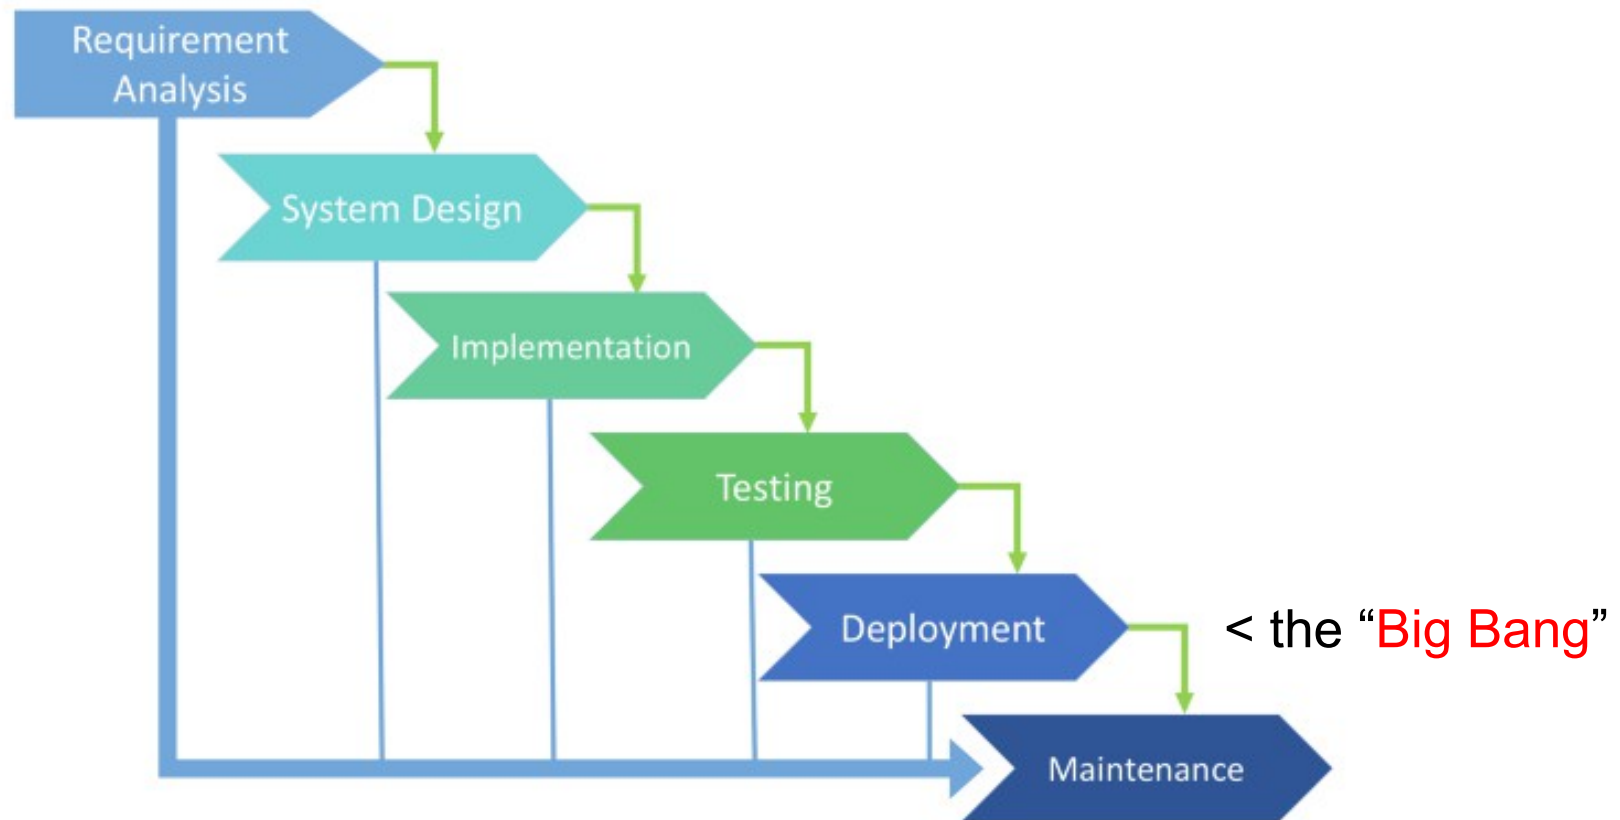 Requirement
Analysis
System Design
Implementation
Testing
Deployment
< the “Big Bang”
Maintenance